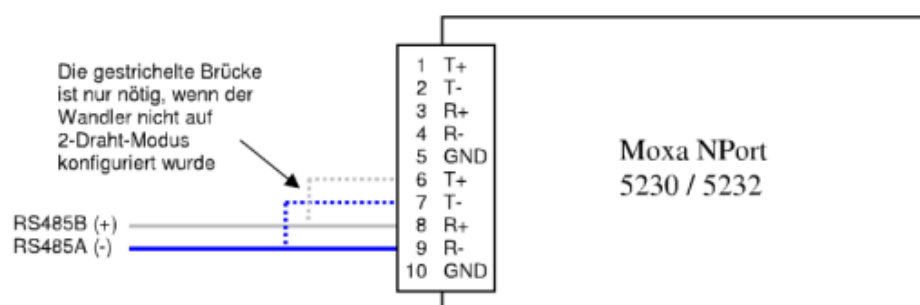 Die gestrichelte Brücke
ist nur nötig, wenn der
Wandler nicht auf
2-Draht-Modus
konfiguriert wurde
RS485B (+)
RS485A (-)
1 T+
2 T-
3 R+
4 R-
5 GND
6 T+
7 T-
8 R+
9 R-
10 GND
Moxa NPort
5230 / 5232